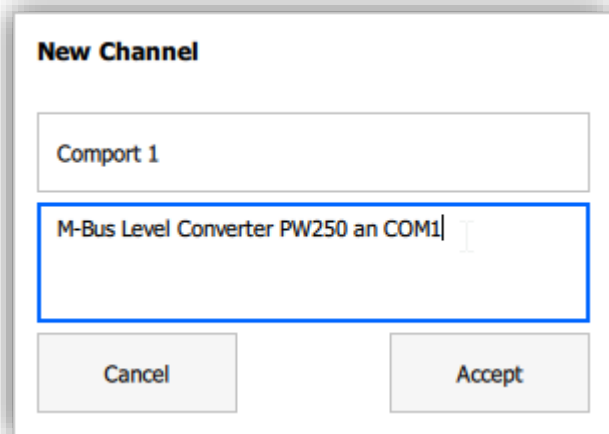 New Channel
Comport 1
M-Bus Level Converter PW250 an COM1
Cancel
Accept